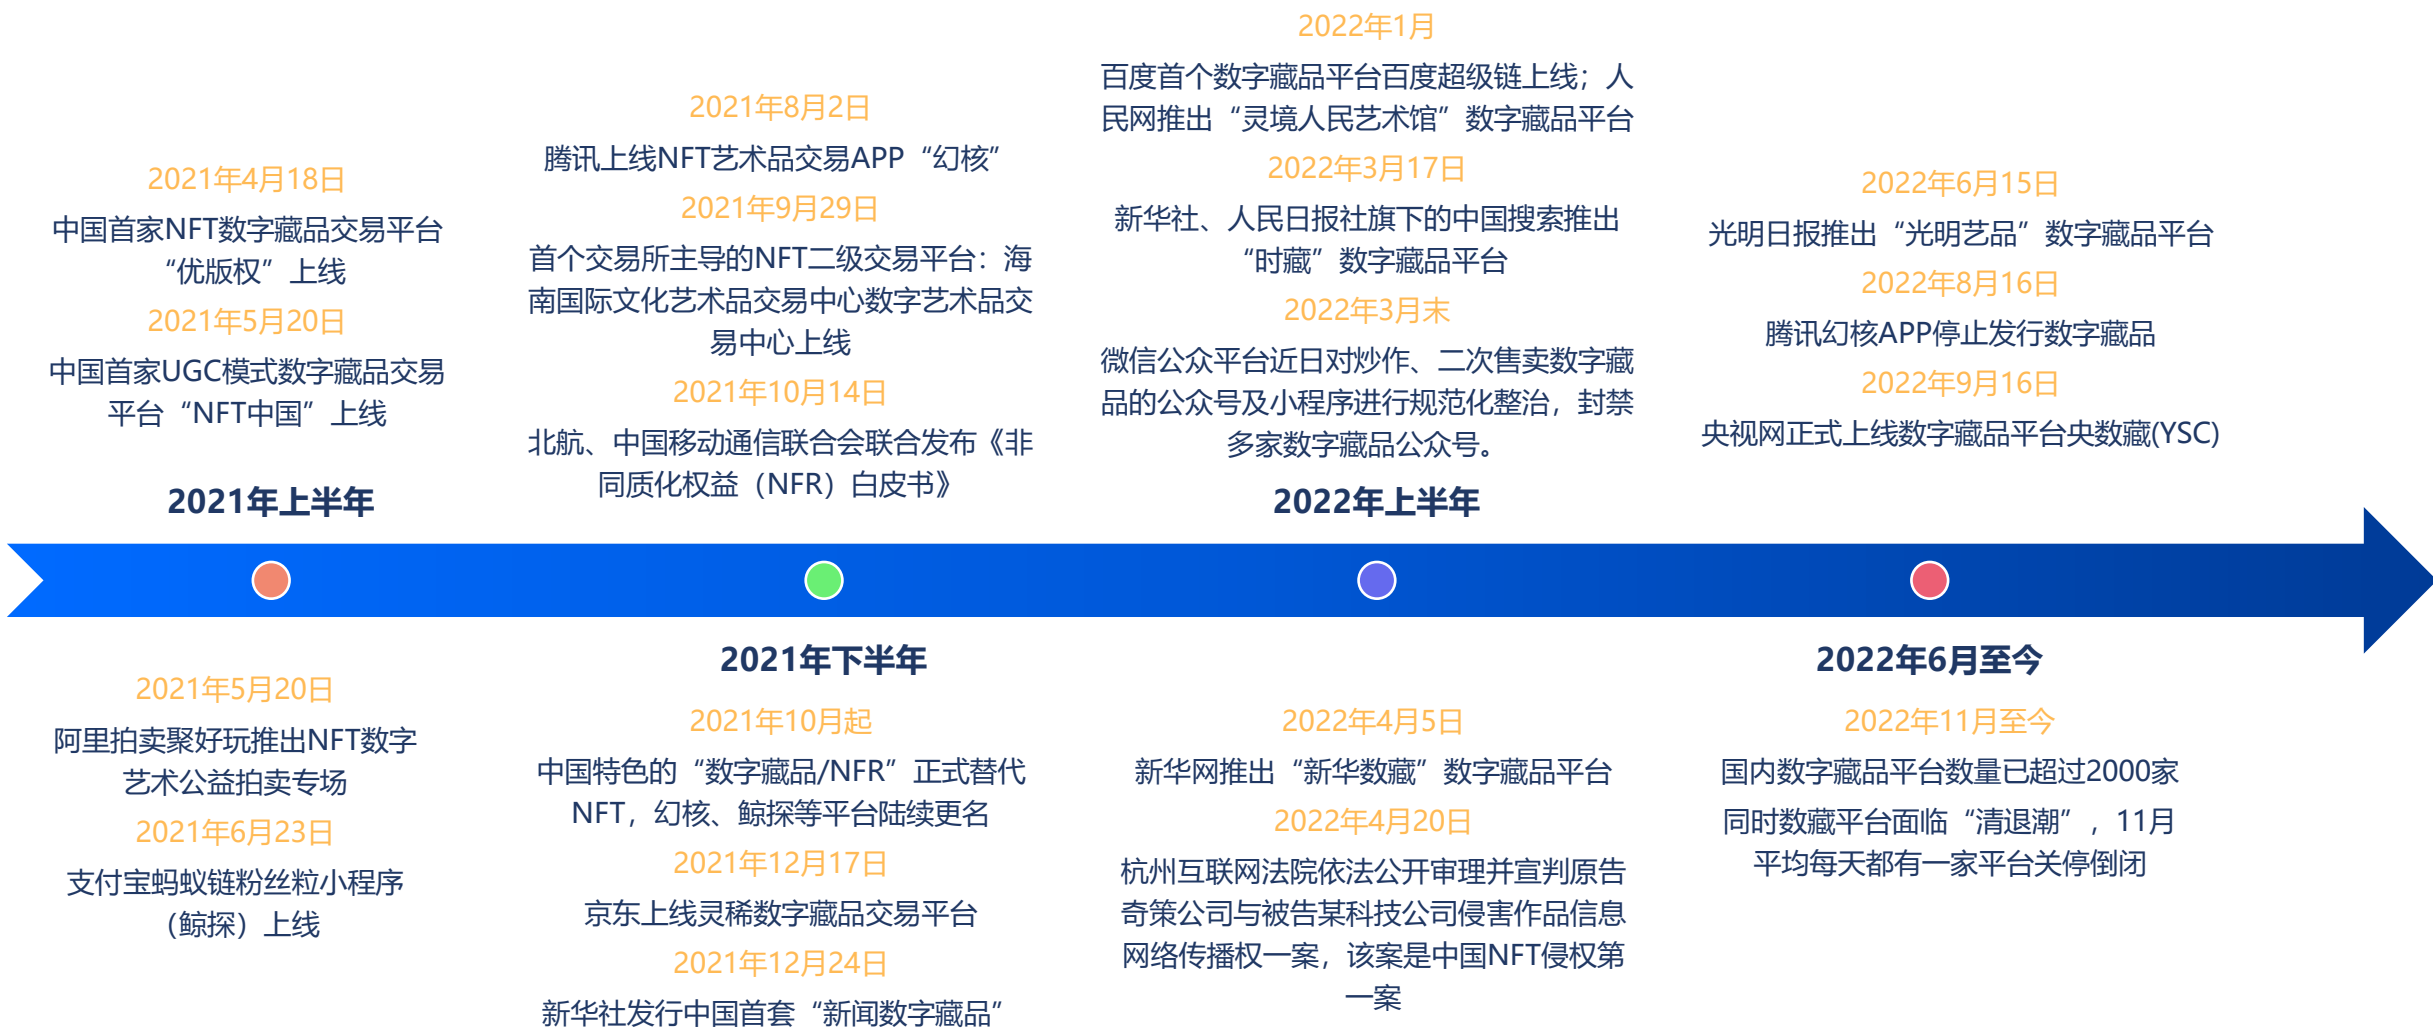 2021年4月18日
中国首家NFT数字藏品交易平台
“优版权”上线
2021年5月20日
中国首家UGC模式数字藏品交易
平台“NFT中国”上线
2021年上半年
2021年5月20日
阿里拍卖聚好玩推出NFT数字
艺术公益拍卖专场
2021年6月23日
支付宝蚂蚁链粉丝粒小程序
（鲸探）上线
2021年8月2日
腾讯上线NFT艺术品交易APP“幻核”
2021年9月29日
首个交易所主导的NFT二级交易平台：海
南国际文化艺术品交易中心数字艺术品交
易中心上线
2021年10月14日
北航、中国移动通信联合会联合发布《非
同质化权益（NFR）白皮书》
2021年下半年
2021年10月起
中国特色的“数字藏品/NFR”正式替代
NFT，幻核、鲸探等平台陆续更名
2021年12月17日
京东上线灵稀数字藏品交易平台
2021年12月24日
新华社发行中国首套“新闻数字藏品”
2022年1月
百度首个数字藏品平台百度超级链上线；人
民网推出“灵境人民艺术馆”数字藏品平台
2022年3月17日
新华社、人民日报社旗下的中国搜索推出
“时藏”数字藏品平台
2022年3月末
微信公众平台近日对炒作、二次售卖数字藏
品的公众号及小程序进行规范化整治，封禁
多家数字藏品公众号。
2022年上半年
2022年4月5日
新华网推出“新华数藏”数字藏品平台
2022年4月20日
杭州互联网法院依法公开审理并宣判原告
奇策公司与被告某科技公司侵害作品信息
网络传播权一案，该案是中国NFT侵权第
一案
2022年6月15日
光明日报推出“光明艺品”数字藏品平台
2022年8月16日
腾讯幻核APP停止发行数字藏品
2022年9月16日
央视网正式上线数字藏品平台央数藏(YSC)
2022年6月至今
2022年11月至今
国内数字藏品平台数量已超过2000家
同时数藏平台面临“清退潮”，11月
平均每天都有一家平台关停倒闭